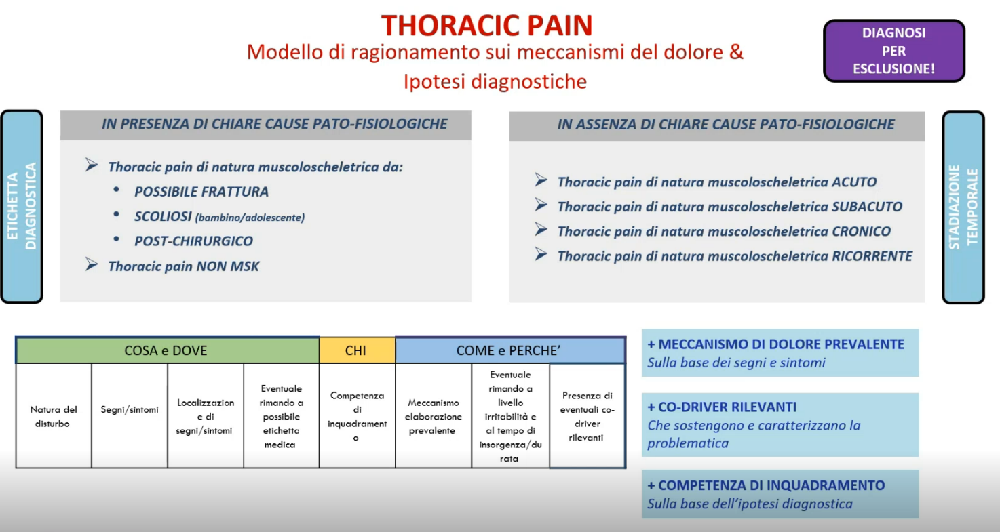 THORACIC PAIN
Modello di ragionamento sui meccanismi del dolore &
Ipotesi diagnostiche
DIAGNOSI
PER
ESCLUSIONE!
ETICHETTA
DIAGNOSTICA
IN PRESENZA DI CHIARE CAUSE PATO-FISIOLOGICHE
Thoracic pain di natura muscoloscheletrica da:
POSSIBILE FRATTURA
SCOLIOSI (bambino/adolescente)
POST-CHIRURGICO
Thoracic pain NON MSK
IN ASSENZA DI CHIARE CAUSE PATO-FISIOLOGICHE
Thoracic pain di natura muscoloscheletrica ACUTO
Thoracic pain di natura muscoloscheletrica SUBACUTO
Thoracic pain di natura muscoloscheletrica CRONICO
Thoracic pain di natura muscoloscheletrica RICORRENTE
STADIAZIONE
TEMPORALE
COSA e DOVE
CHI
COME e PERCHE'
Natura del
disturbo
Segni/sintomi
Localizzazion
e di
segni/sintomi
Eventuale
rimando a
possibile
etichetta
medica
Competenza
di
inquadrament
o
Meccanismo
elaborazione
prevalente
Eventuale
rimando a
livello
irritabilità e
al tempo di
insorgenza/du
rata
Presenza di
eventuali co-
driver
rilevanti
+ MECCANISMO DI DOLORE PREVALENTE
Sulla base dei segni e sintomi
+ CO-DRIVER RILEVANTI
Che sostengono e caratterizzano la
problematica
+ COMPETENZA DI INQUADRAMENTO
Sulla base dell'ipotesi diagnostica